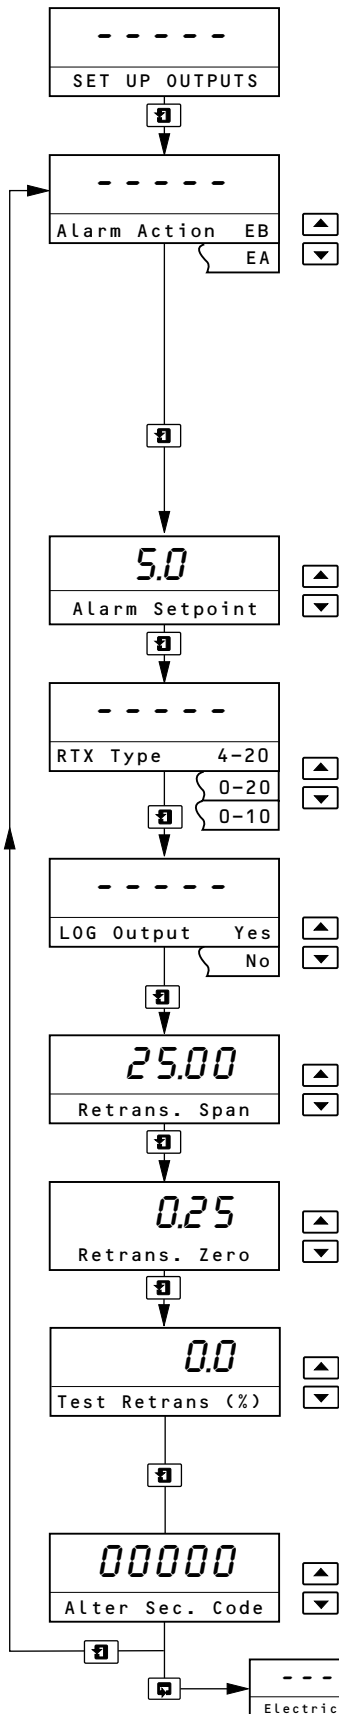 - - - - -
SET UP OUTPUTS
- - - - -
Alarm Action EB
EA
5.0
Alarm Setpoint
- - - - -
RTX Type 4-20
0-20
0-10
- - - - -
LOG Output Yes
No
25.00
Retrans. Span
0.25
Retrans. Zero
0.0
Test Retrans (%)
00000
Alter Sec. Code
- - -
Electric